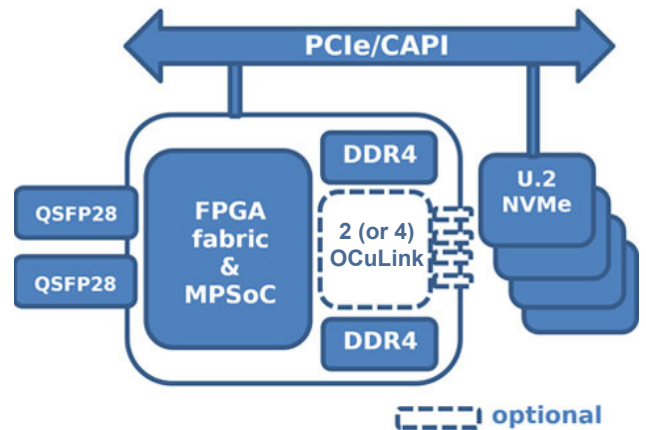 PCIe/CAPI
DDR4
U.2
NVMe
QSFP28
FPGA
fabric
&
MPSoC
2 (or 4)
OCuLink
QSFP28
DDR4
optional